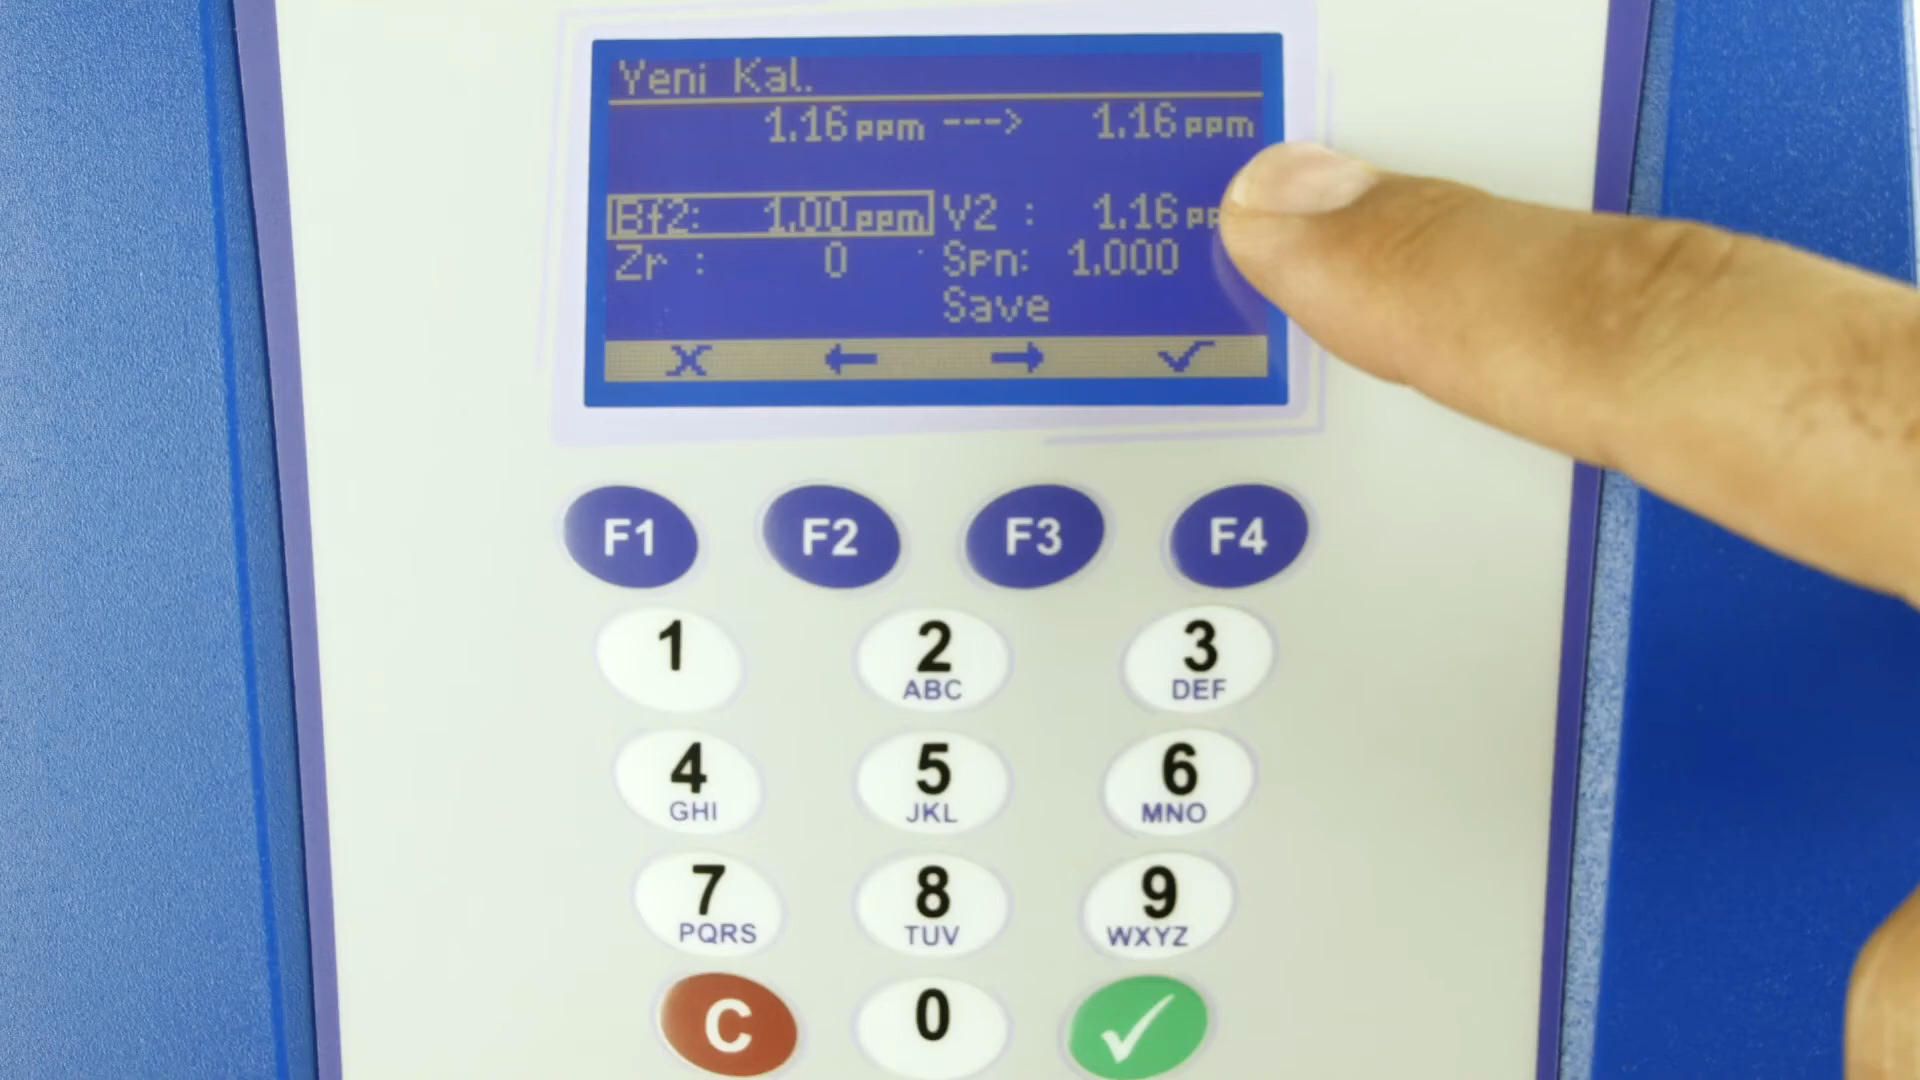 Yeni Kal.
1.16 ppm ---> 1.16 ppm
Bf2: 1.00 ppm V2 : 1.16
Zr : 0 Spn: 1.000
Save
F1 F2 F3 F4
1 2 3
ABC DEF
4 5 6
GHI JKL MNO
7 8 9
PQRS TUV WXYZ
C 0